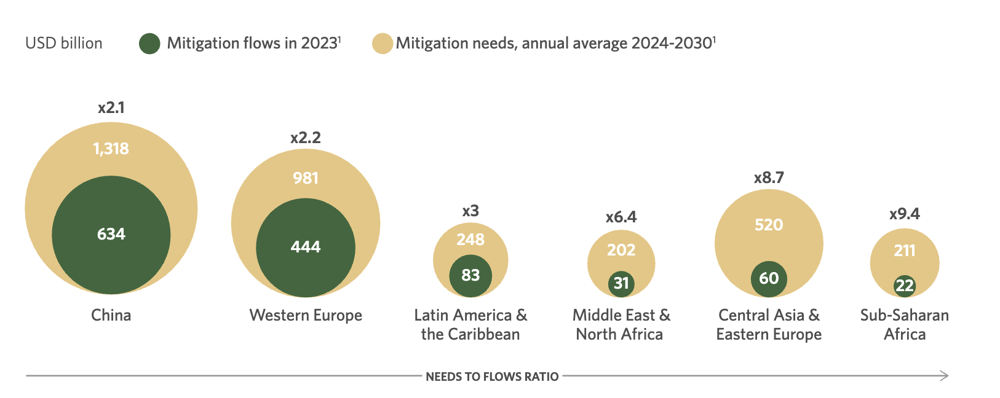 USD billion
Mitigation flows in 2023¹
Mitigation needs, annual average 2024-2030¹
x2.1
1,318
634
China
x2.2
981
444
Western Europe
x3
248
83
Latin America &
the Caribbean
x6.4
202
31
Middle East &
North Africa
x8.7
520
60
Central Asia &
Eastern Europe
x9.4
211
22
Sub-Saharan
Africa
NEEDS TO FLOWS RATIO